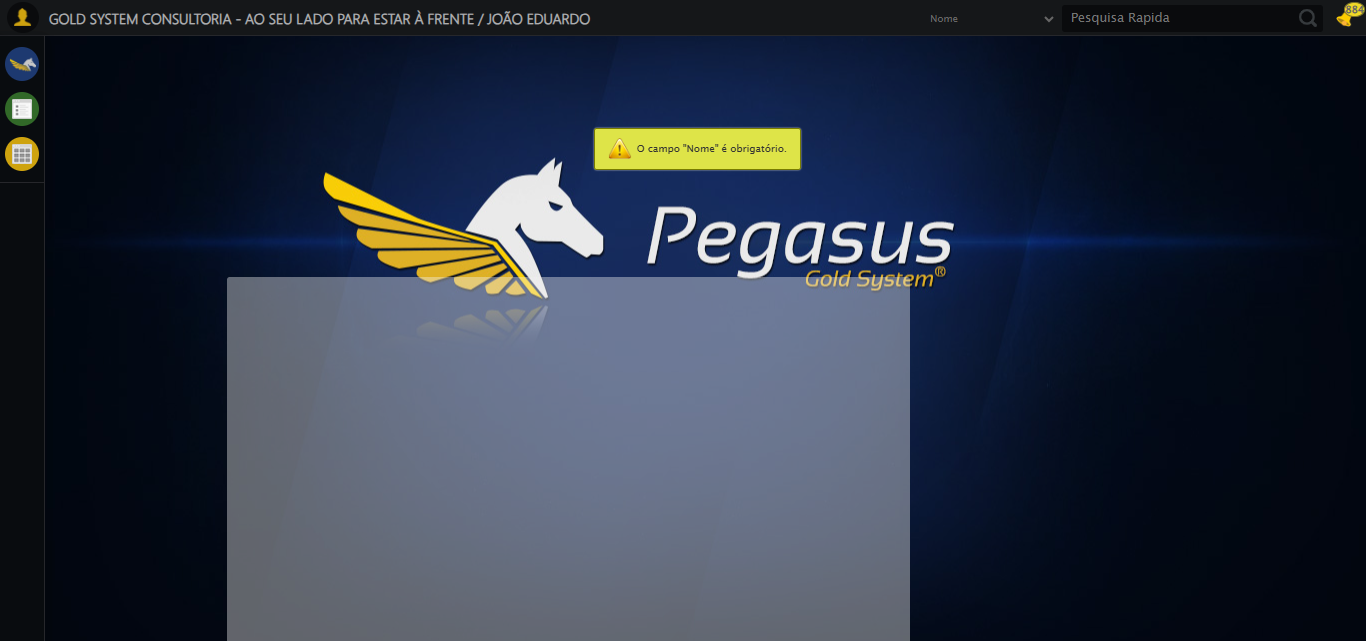 GOLD SYSTEM CONSULTORIA - AO SEU LADO PARA ESTAR À FRENTE / JOÃO EDUARDO
Nome
Pesquisa Rapida
884
O campo "Nome" é obrigatório.
Pegasus
Gold System®